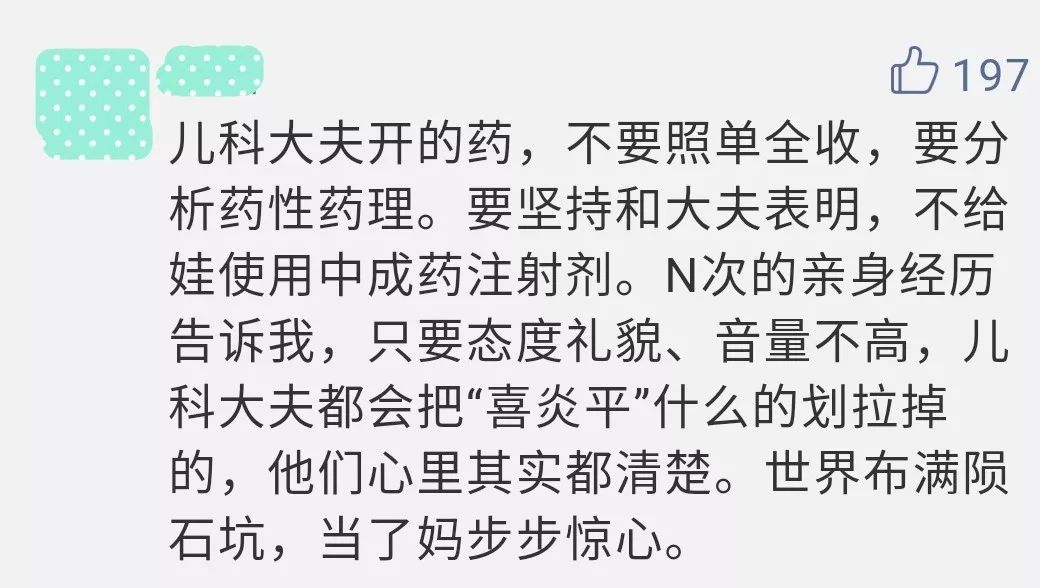 197
儿科大夫开的药，不要照单全收，要分
析药性药理。要坚持和大夫表明，不给
娃使用中成药注射剂。N次的亲身经历
告诉我，只要态度礼貌、音量不高，儿
科大夫都会把“喜炎平”什么的划拉掉
的，他们心里其实都清楚。世界布满陨
石坑，当了妈步步惊心。